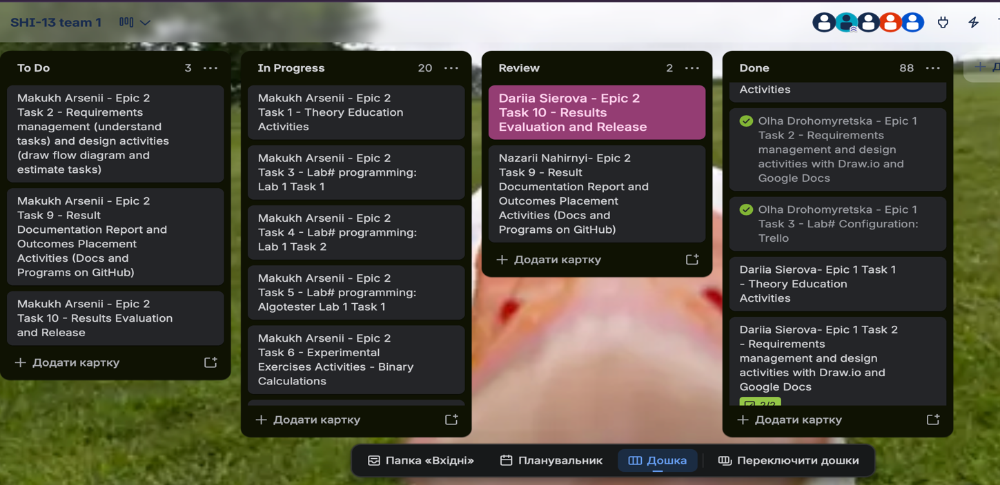 SHI-13 team 1
To Do
3
Makukh Arsenii - Epic 2
Task 2 - Requirements
management (understand
tasks) and design activities
(draw flow diagram and
estimate tasks)
Makukh Arsenii - Epic 2
Task 9 - Result
Documentation Report and
Outcomes Placement
Activities (Docs and
Programs on GitHub)
Makukh Arsenii - Epic 2
Task 10 - Results Evaluation
and Release
Додати картку
In Progress
20
Makukh Arsenii - Epic 2
Task 1 - Theory Education
Activities
Makukh Arsenii - Epic 2
Task 3 - Lab# programming:
Lab 1 Task 1
Makukh Arsenii - Epic 2
Task 4 - Lab# programming:
Lab 1 Task 2
Makukh Arsenii - Epic 2
Task 5 - Lab# programming:
Algotester Lab 1 Task 1
Makukh Arsenii - Epic 2
Task 6 - Experimental
Exercises Activities - Binary
Calculations
Додати картку
Review
2
Dariia Sierova - Epic 2
Task 10 - Results
Evaluation and Release
Nazarii Nahirnyi- Epic 2
Task 9 - Result
Documentation Report and
Outcomes Placement
Activities (Docs and
Programs on GitHub)
Додати картку
Done
88
Activities
Olha Drohomyretska - Epic 1
Task 2 - Requirements
management and design
activities with Draw.io and
Google Docs
Olha Drohomyretska - Epic 1
Task 3 - Lab# Configuration:
Trello
Dariia Sierova- Epic 1 Task 1
- Theory Education
Activities
Dariia Sierova- Epic 1 Task 2
- Requirements
management and design
activities with Draw.io and
Google Docs
Додати картку
Папка «Вхідні»
Планувальник
Дошка
Переключити дошки